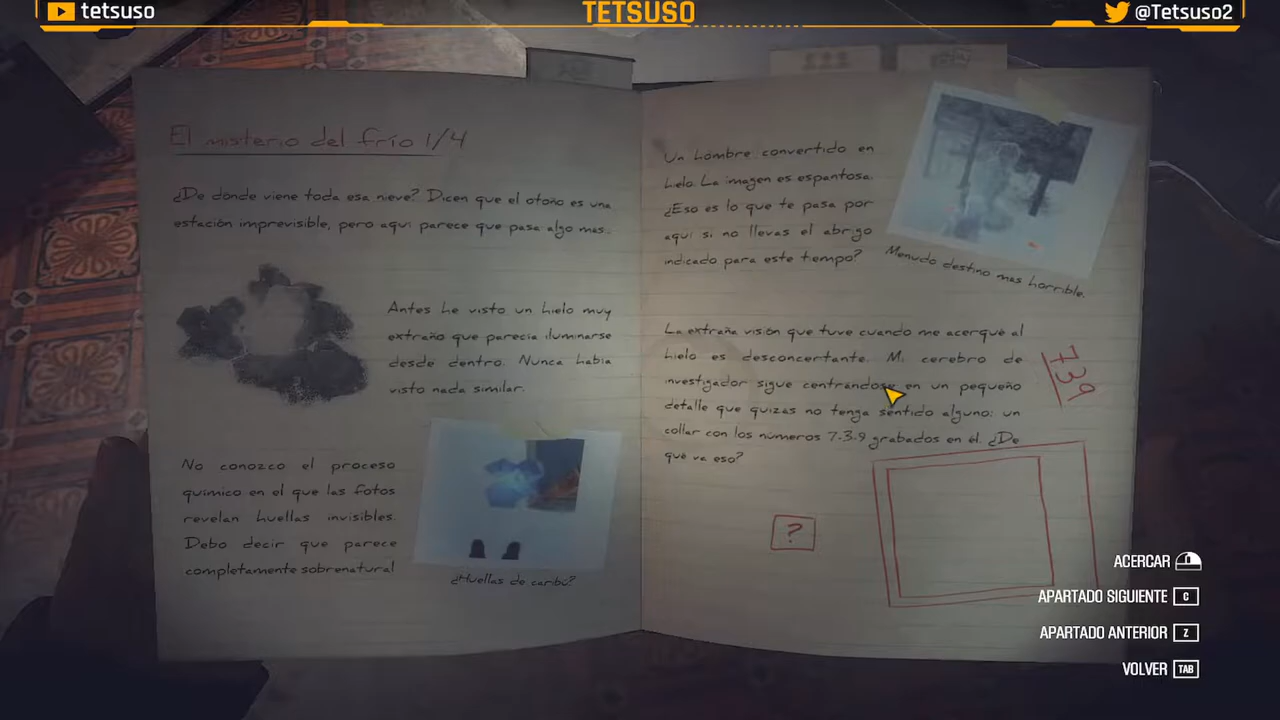 tetsuso
TETSUSO
@Tetsuso2
El misterio del frío 1/4
¿De donde viene toda esa nieve? Dicen que el otoño es una
estación imprevisible, pero aquí parece que pasa algo mas..
Antes he visto un hielo muy
extraño que parecia iluminarse
desde dentro. Nunca habia
visto nada similar.
No conozco el proceso
químico en el que las fotos
revelan huellas invisibles.
Debo decir que parece
completamente sobrenatural
¿Huellas de caribú?
Un hombre convertido en
hielo. La imagen es espantosa.
¿Eso es lo que te pasa por
aquí si no llevas el abrigo
indicado para este tiempo?
Menudo destino mas horrible.
La extraña visión que tuve cuando me acerqué al
hielo es desconcertante. Mi cerebro de
investigador sigue centrandose en un pequeño
detalle que quizas no tenga sentido alguno: un
collar con los números 7-3-9 grabados en él. ¿De
qué va eso?
739
?
ACERCAR
APARTADO SIGUIENTE C
APARTADO ANTERIOR Z
VOLVER TAB